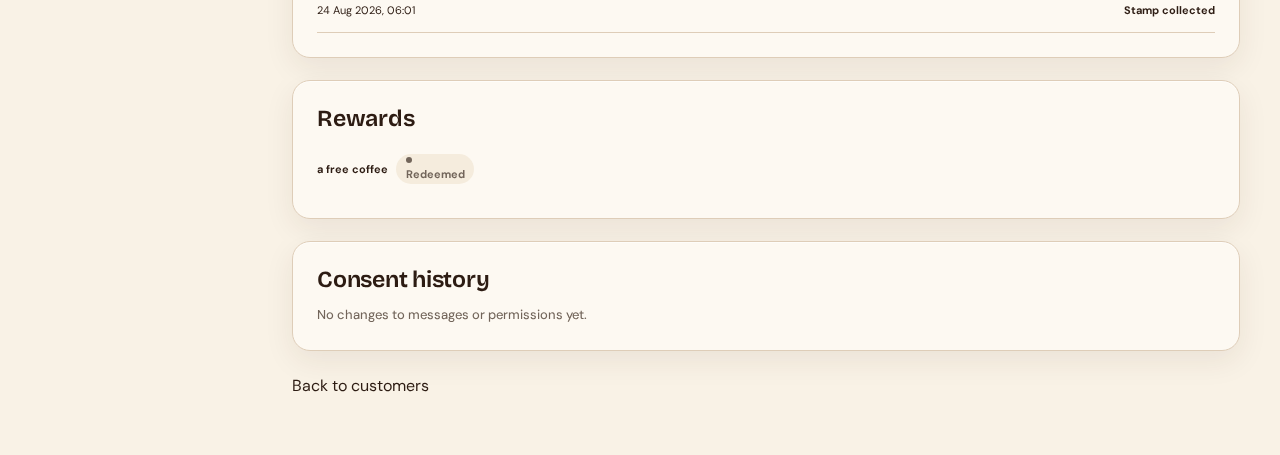 24 Aug 2026, 06:01 Stamp collected
Rewards
a free coffee Redeemed
Consent history
No changes to messages or permissions yet.
Back to customers